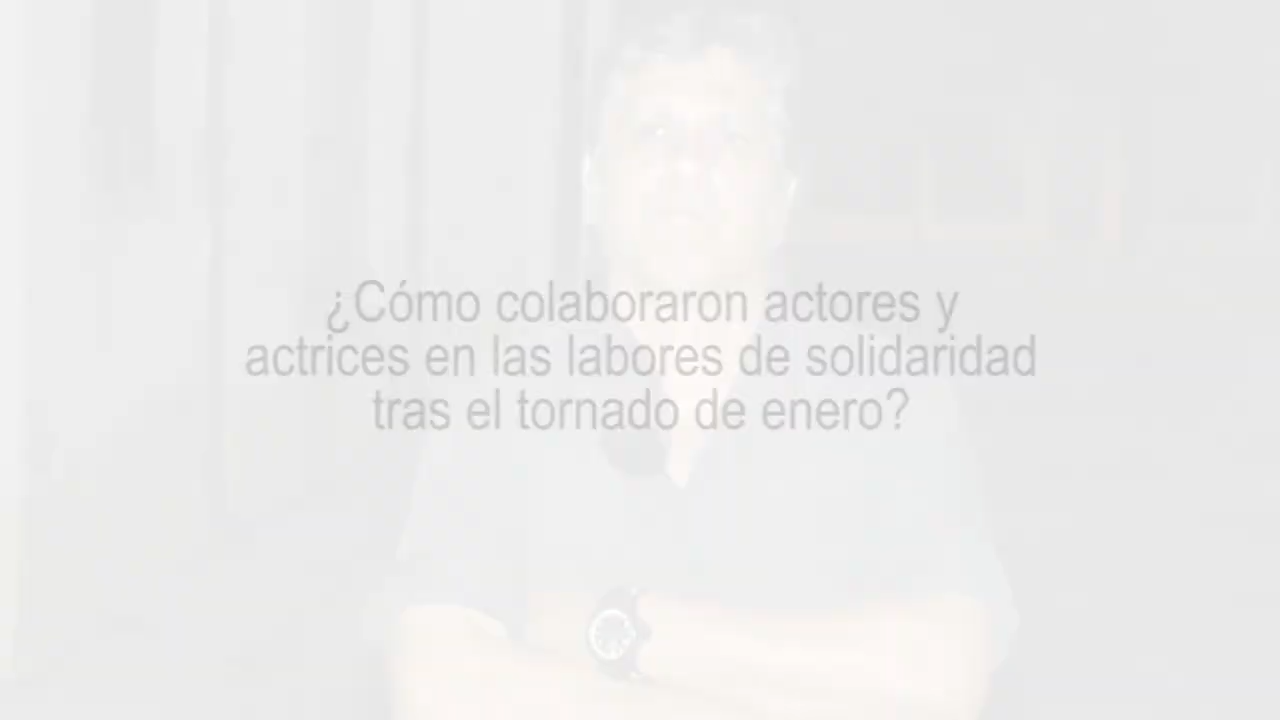 ¿Cómo colaboraron actores y
actrices en las labores de solidaridad
tras el tornado de enero?